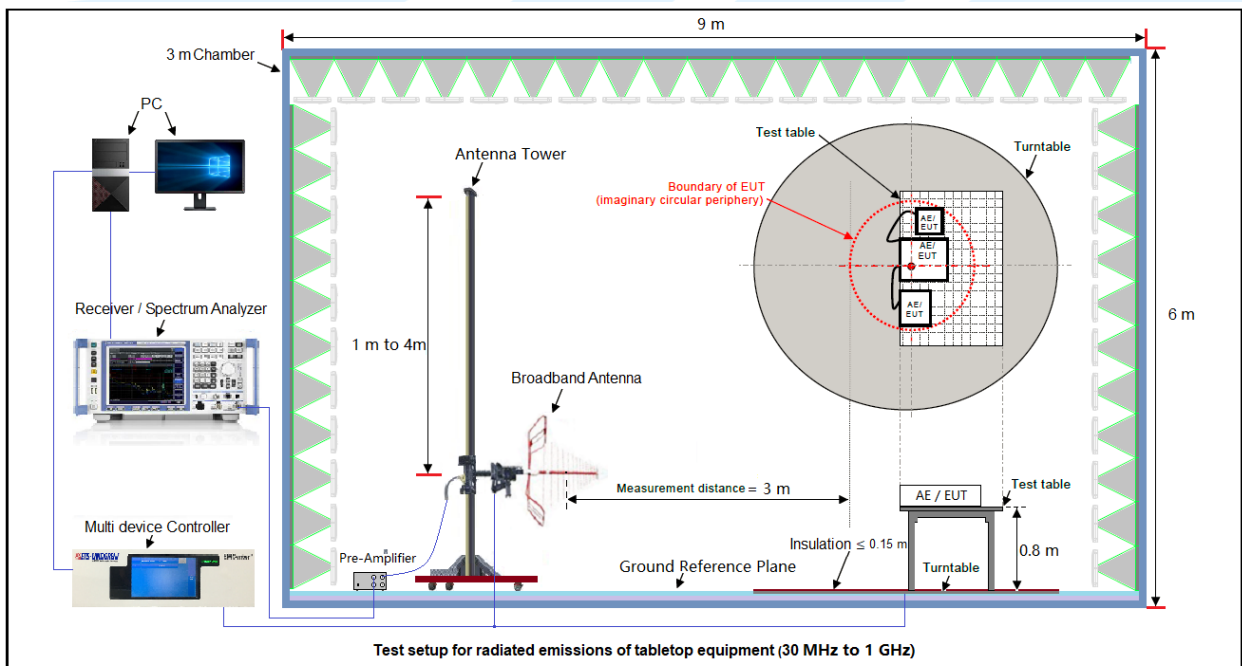 9 m
3 m Chamber
PC
Test table
Antenna Tower
Turntable
Boundary of EUT
(imaginary circular periphery)
AE/
EUT
AE/
EUT
AE/
EUT
Receiver / Spectrum Analyzer
6 m
1 m to 4m
Broadband Antenna
Measurement distance = 3 m
AE / EUT
Test table
Multi device Controller
Insulation ≤ 0.15 m
0.8 m
Pre-Amplifier
Ground Reference Plane
Turntable
Test setup for radiated emissions of tabletop equipment (30 MHz to 1 GHz)